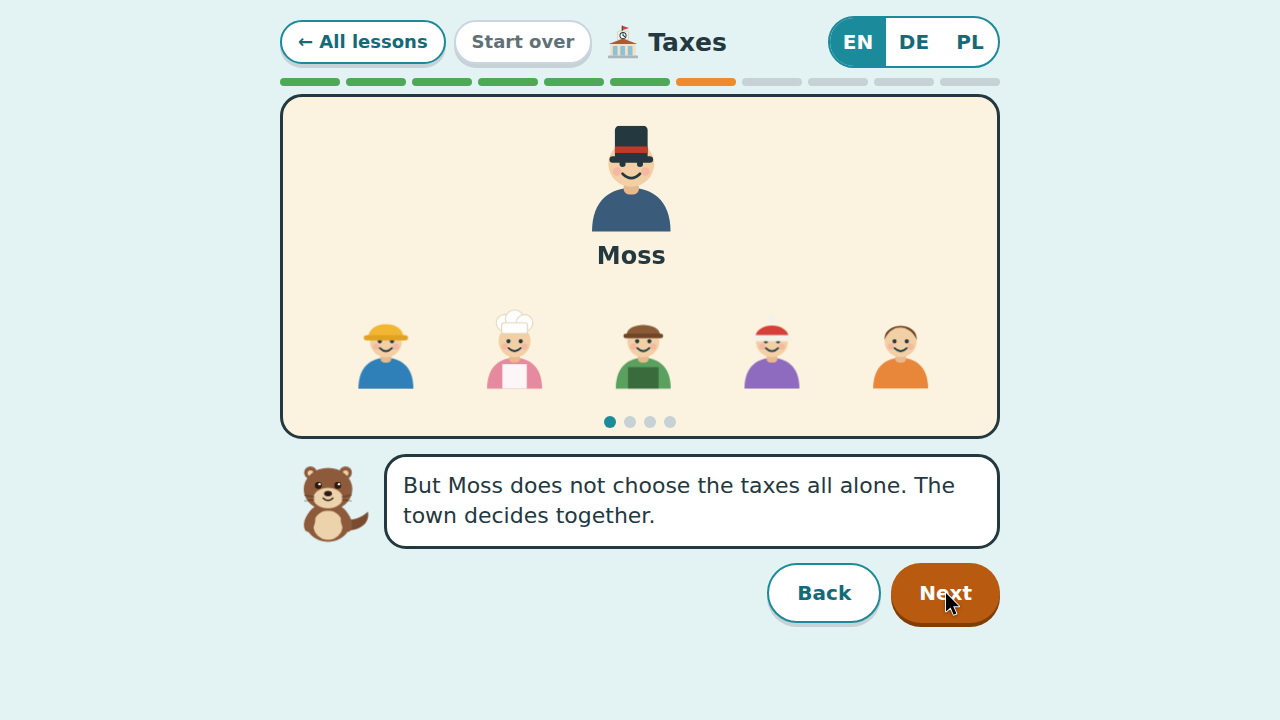 ← All lessons
Start over
Taxes
EN
DE
PL
Moss
But Moss does not choose the taxes all alone. The
town decides together.
Back
Next